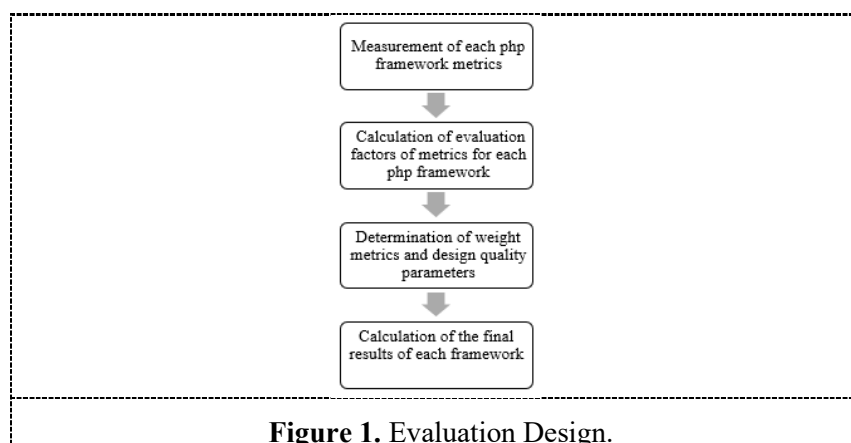 Measurement of each php
framework metrics
Calculation of evaluation
factors of metrics for each
php framework
Determination of weight
metrics and design quality
parameters
Calculation of the final
results of each framework
Figure 1. Evaluation Design.